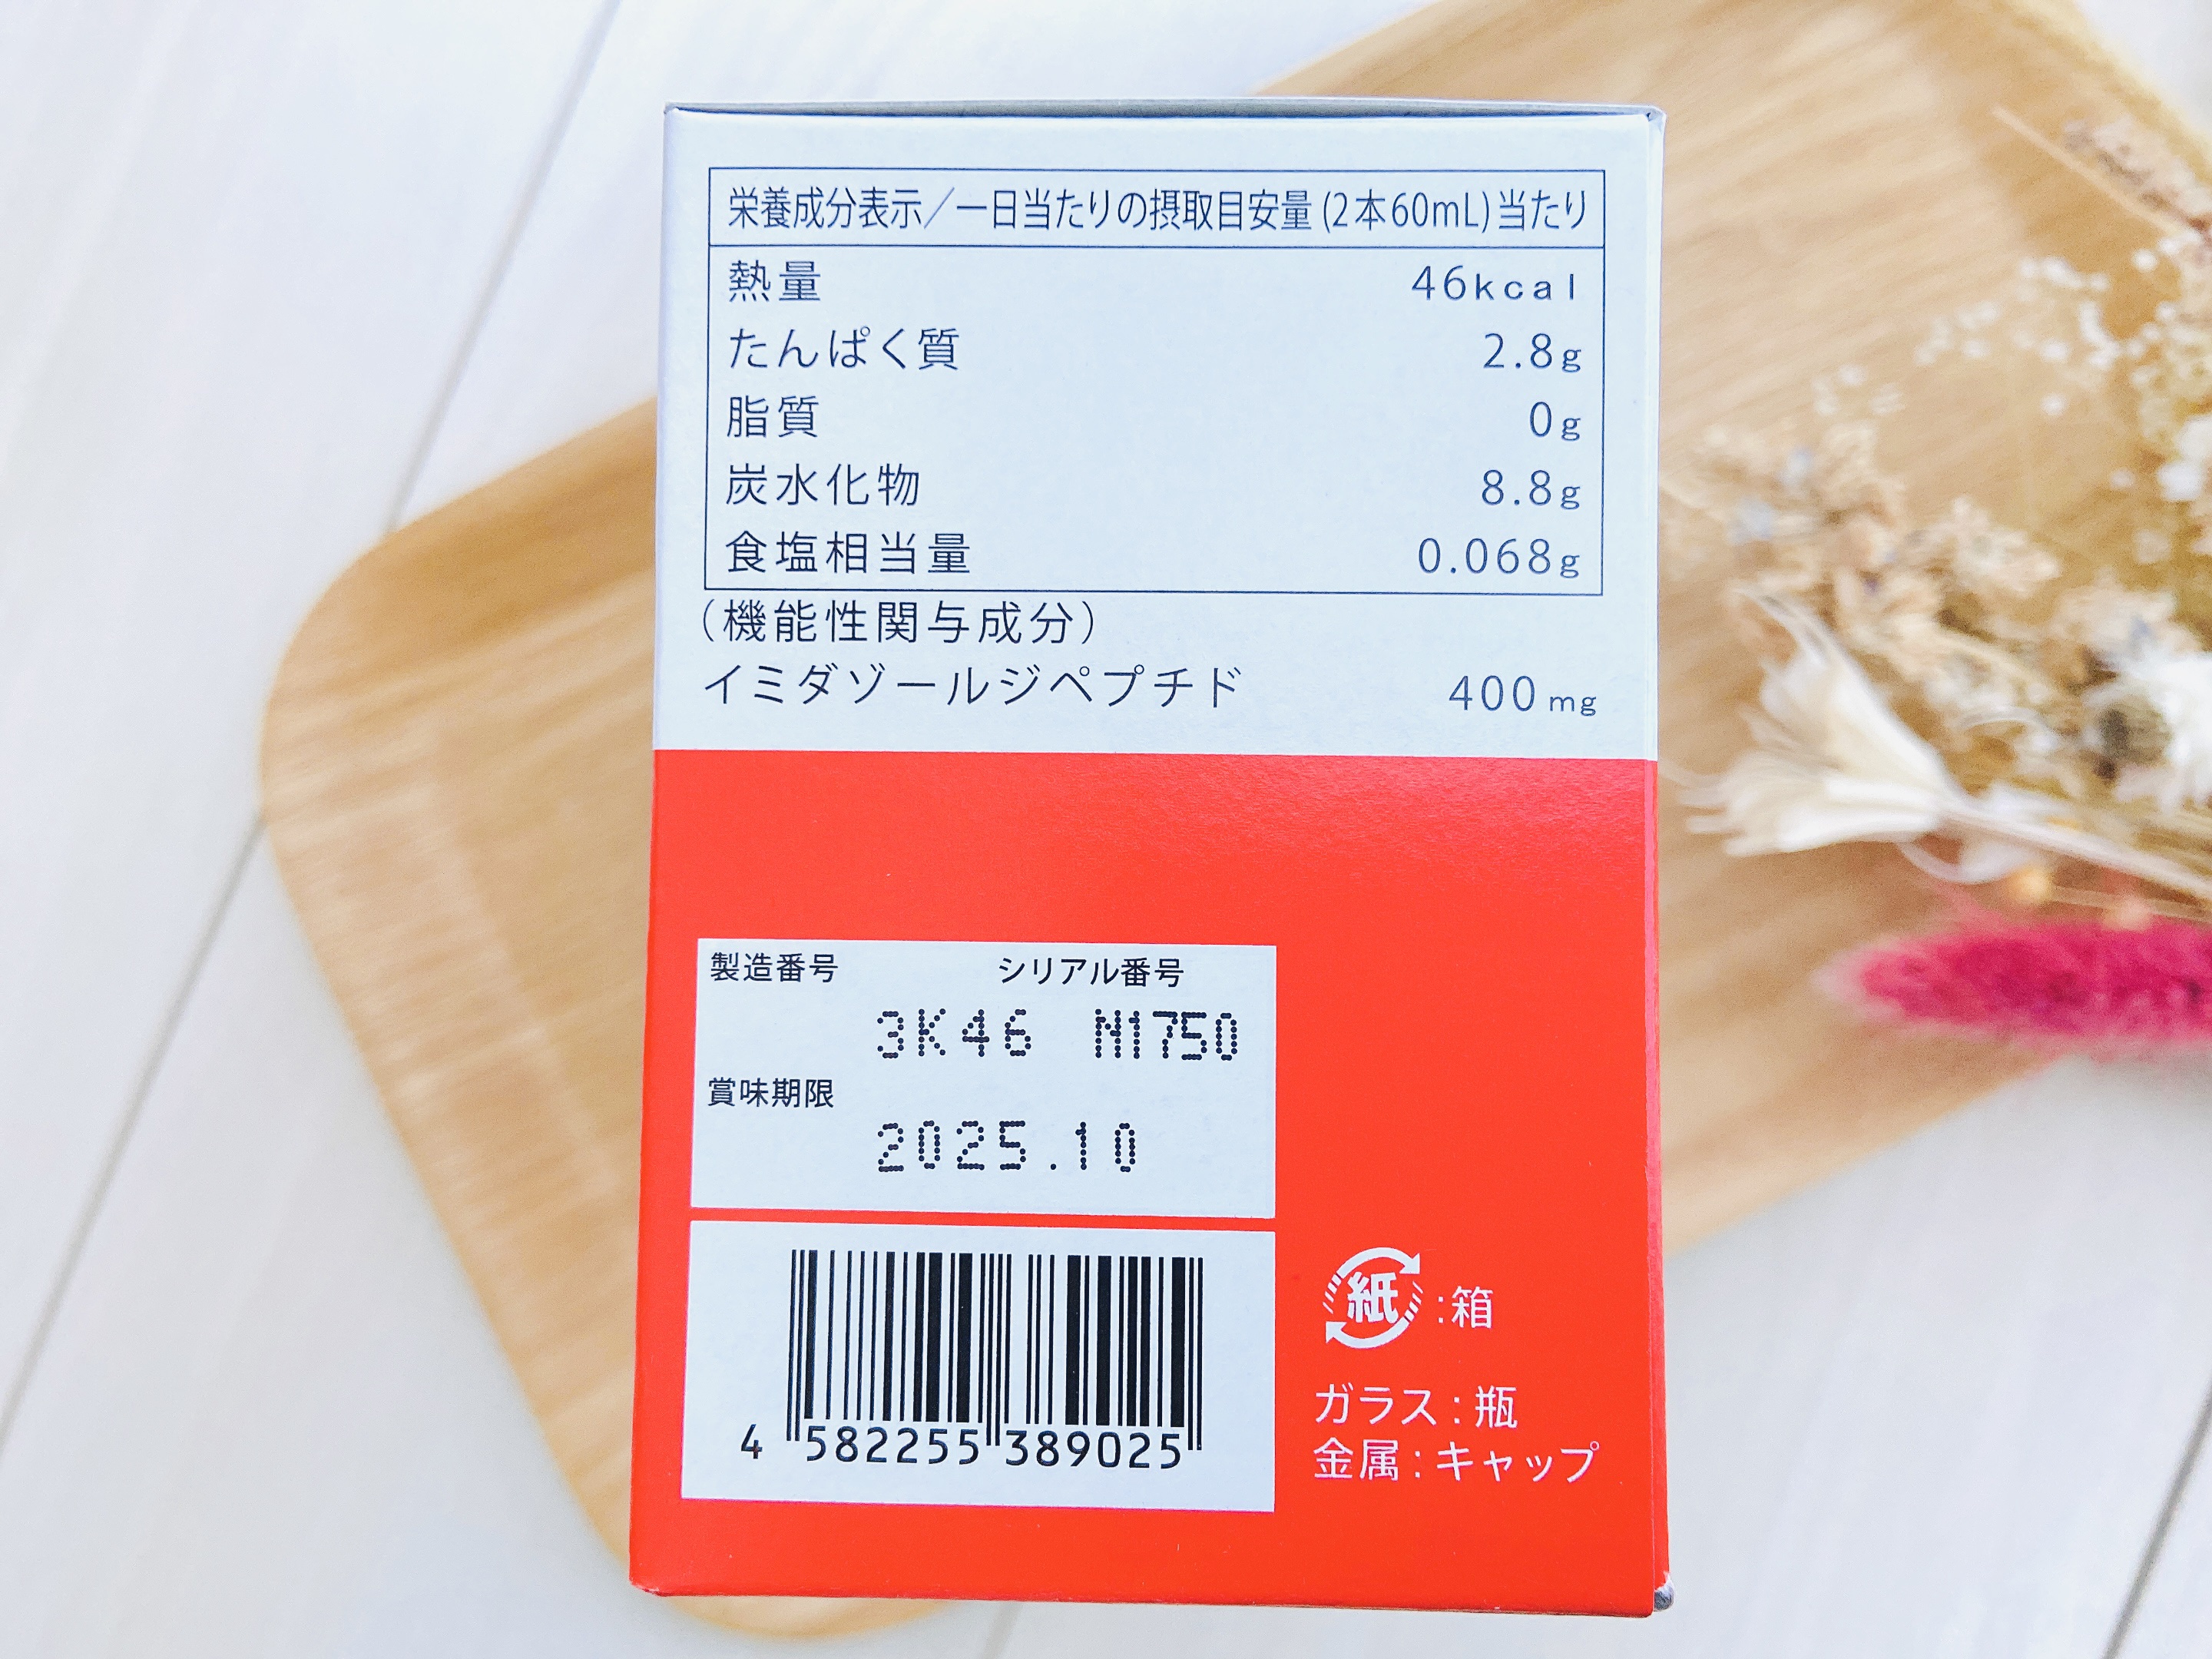 栄養成分表示／一日当たりの摂取目安量(2本60mL)当たり
熱量 46kcal
たんぱく質 2.8g
脂質 0g
炭水化物 8.8g
食塩相当量 0.068g
（機能性関与成分）
イミダゾールジペプチド 400mg
製造番号 シリアル番号
3K46 N1750
賞味期限
2025.10
4 582255 389025
紙:箱
ガラス:瓶
金属:キャップ